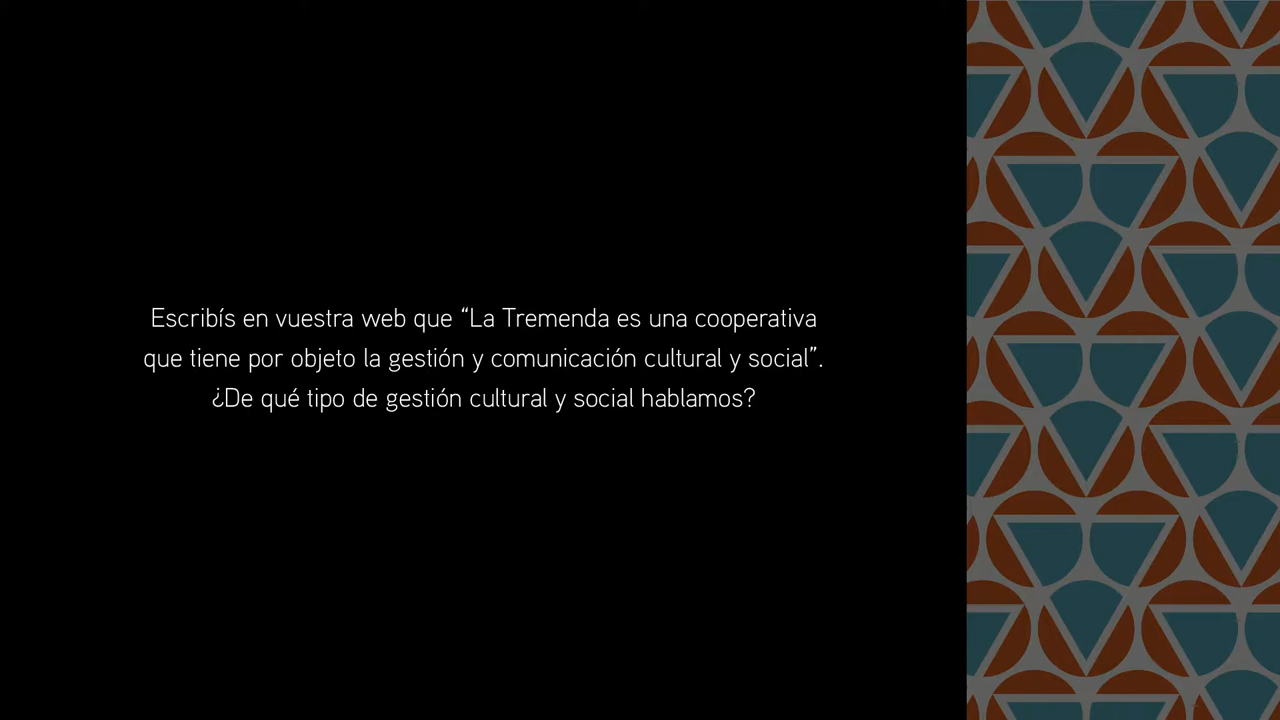 Escribís en vuestra web que “La Tremenda es una cooperativa
que tiene por objeto la gestión y comunicación cultural y social”.
¿De qué tipo de gestión cultural y social hablamos?